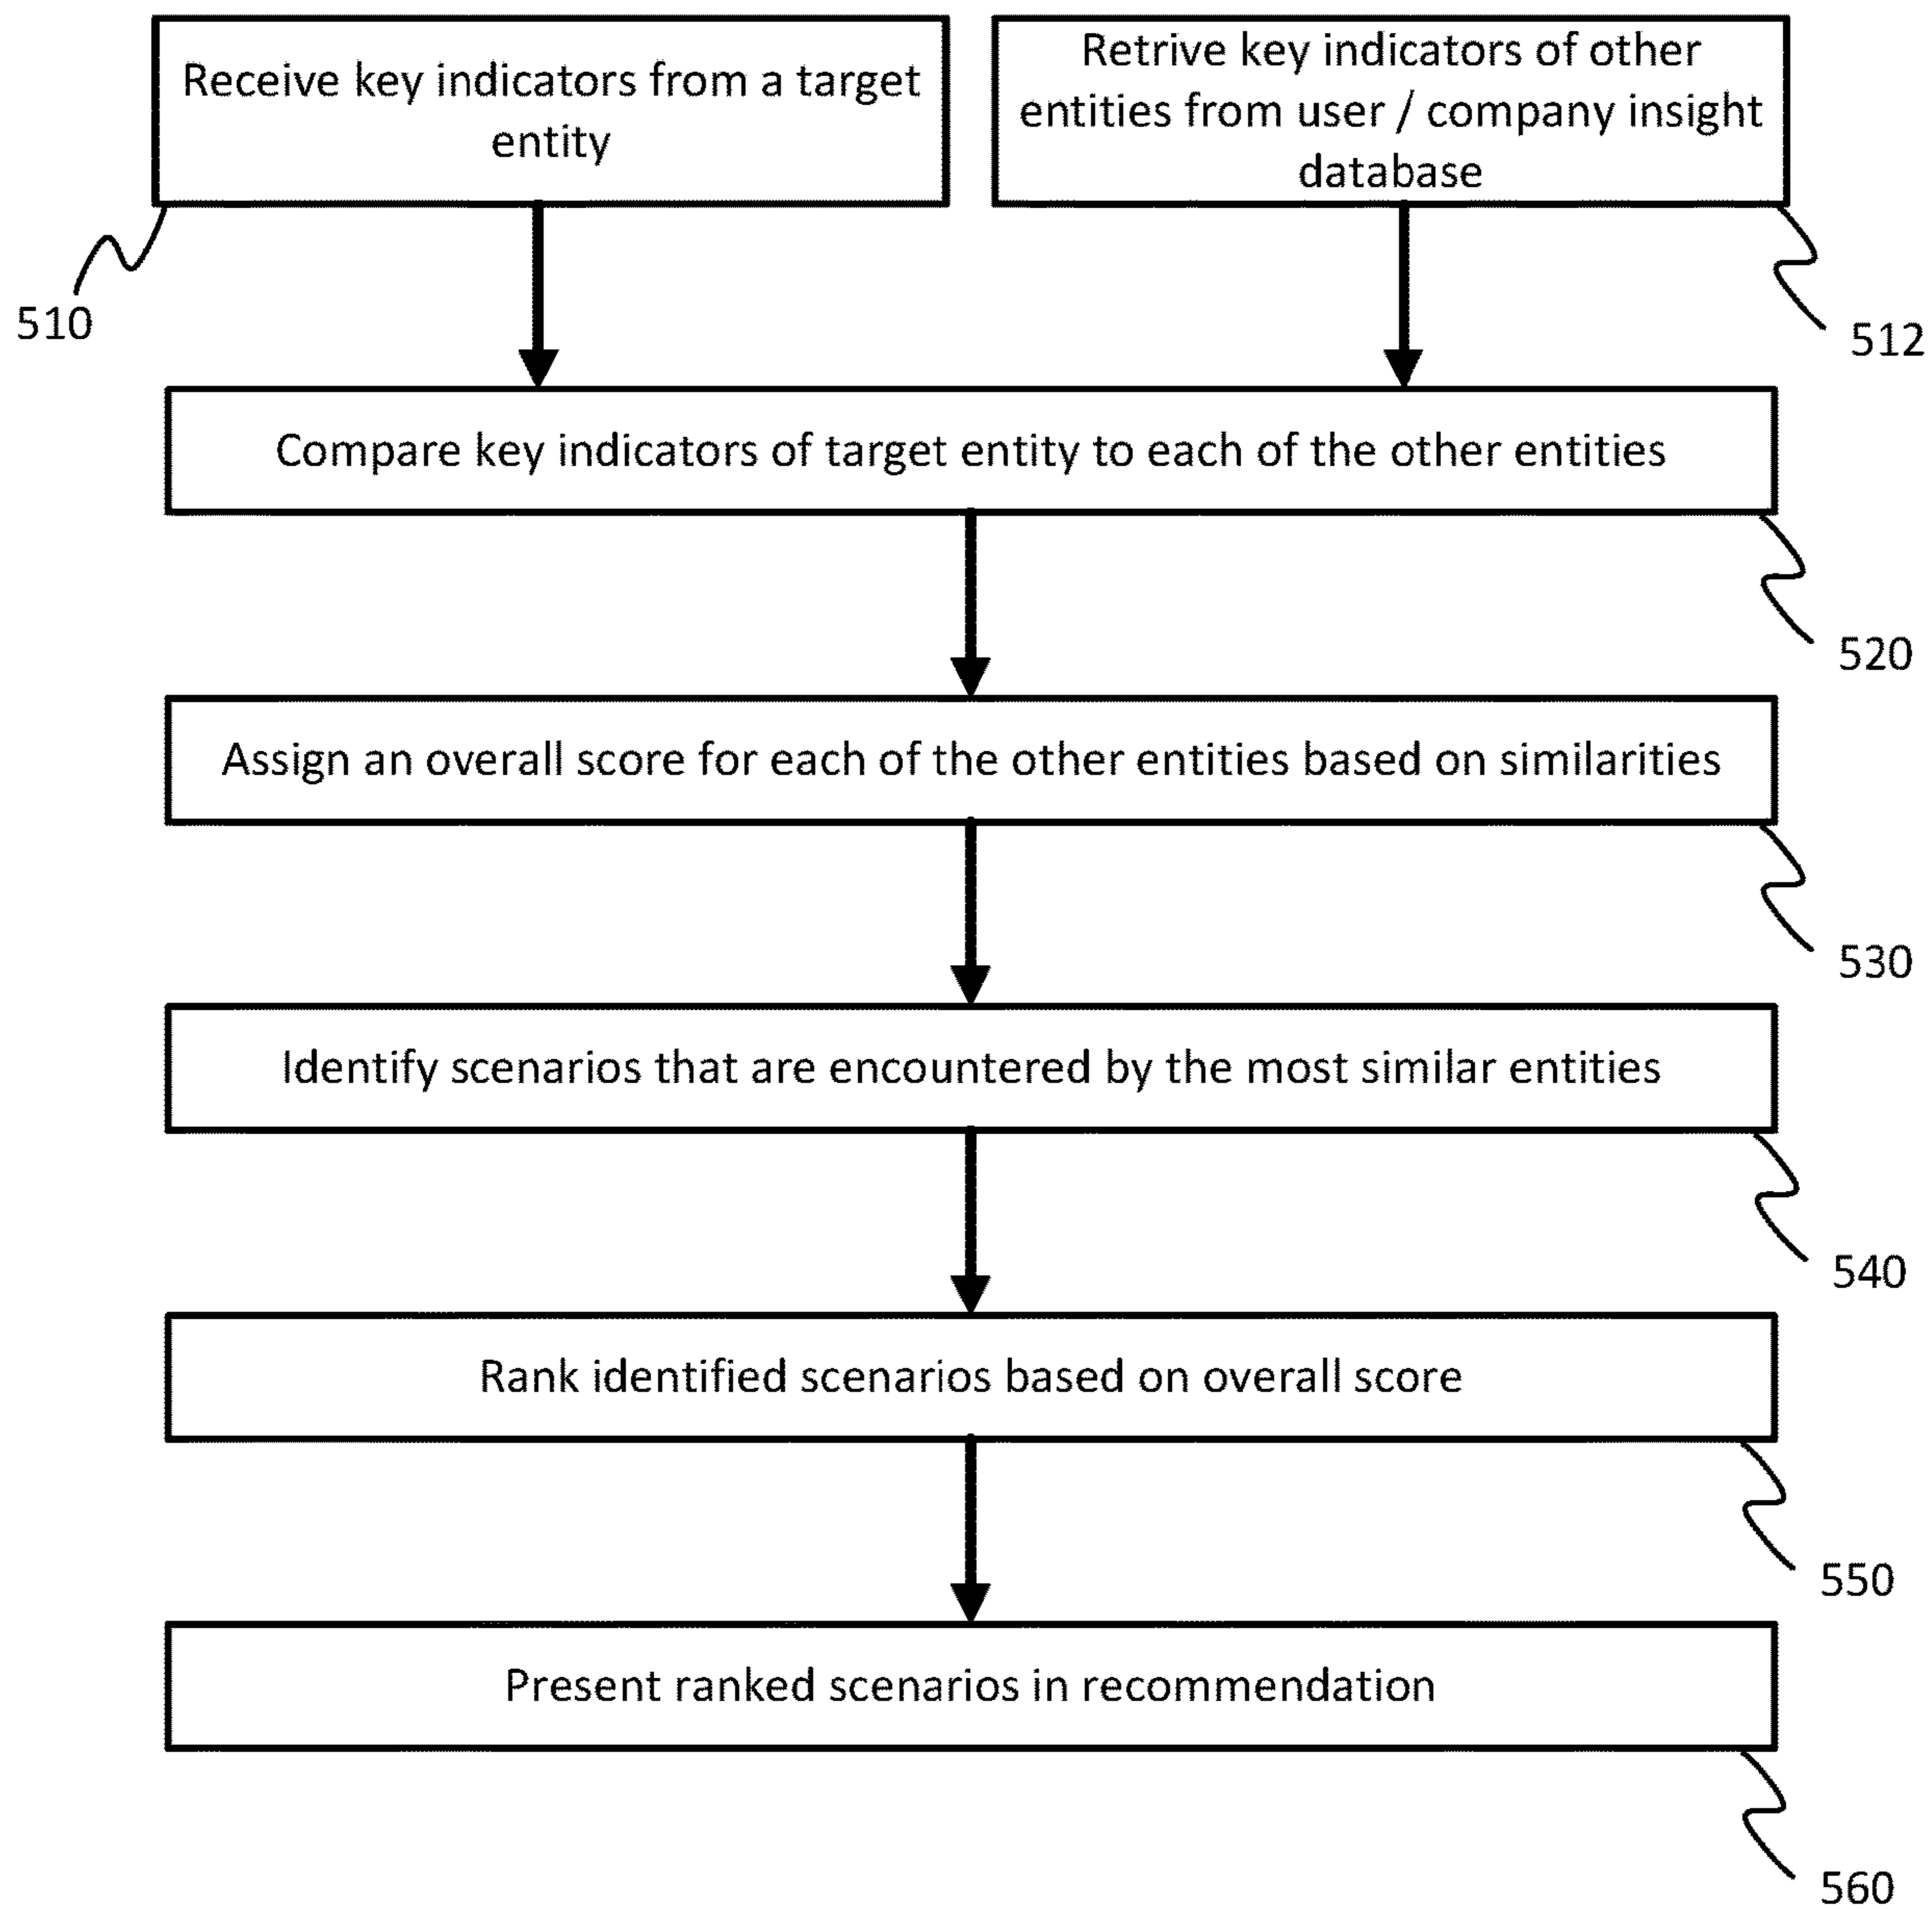 Receive key indicators from a target
entity
Retrive key indicators of other
entities from user / company insight
database
510
512
Compare key indicators of target entity to each of the other entities
520
Assign an overall score for each of the other entities based on similarities
530
Identify scenarios that are encountered by the most similar entities
540
Rank identified scenarios based on overall score
550
Present ranked scenarios in recommendation
560